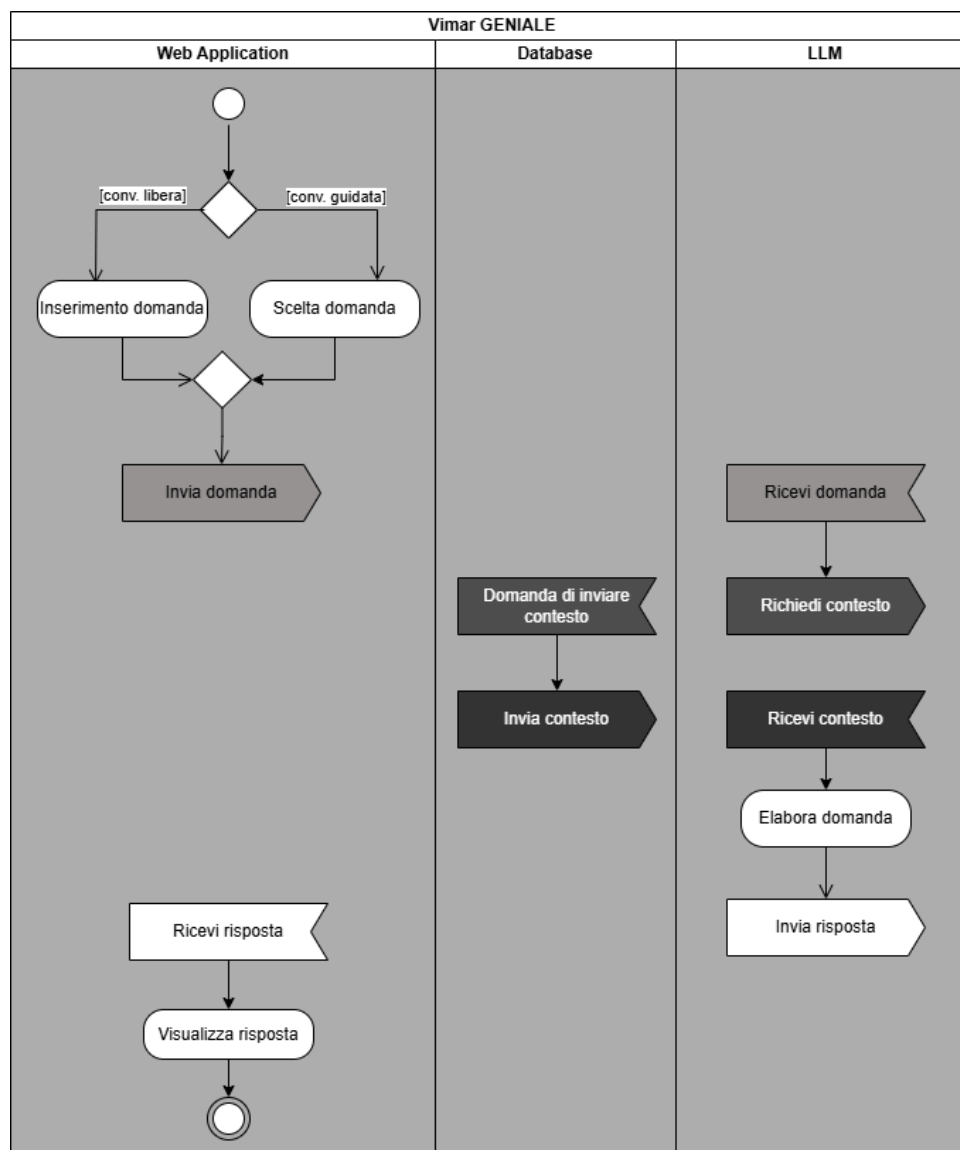 Vimar GENIALE
Web Application
Database
LLM
[conv. libera]
[conv. guidata]
Inserimento domanda
Scelta domanda
Invia domanda
Ricevi domanda
Domanda di inviare
contesto
Richiedi contesto
Invia contesto
Ricevi contesto
Elabora domanda
Ricevi risposta
Invia risposta
Visualizza risposta